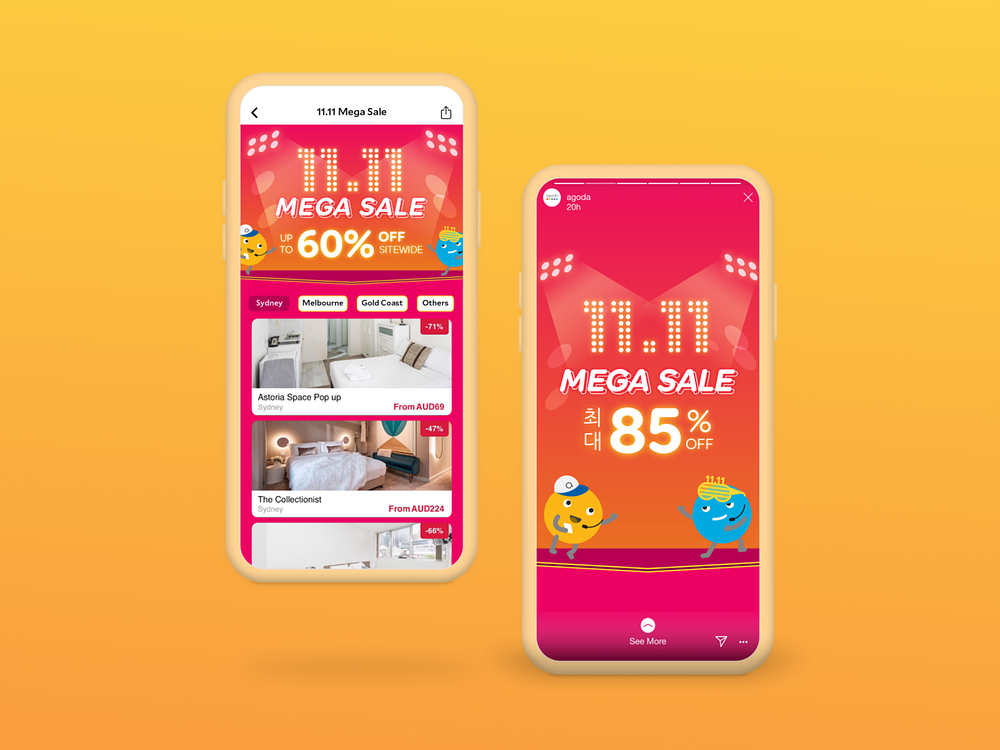 11.11 Mega Sale
11.11
MEGA SALE
UP TO 60% OFF SITEWIDE
Sydney
Melbourne
Gold Coast
Others
-71%
Astoria Space Pop up
Sydney
From AUD69
-47%
The Collectionist
Sydney
From AUD224
-66%
agoda
20h
11.11
MEGA SALE
최대 85% OFF
11.11
See More